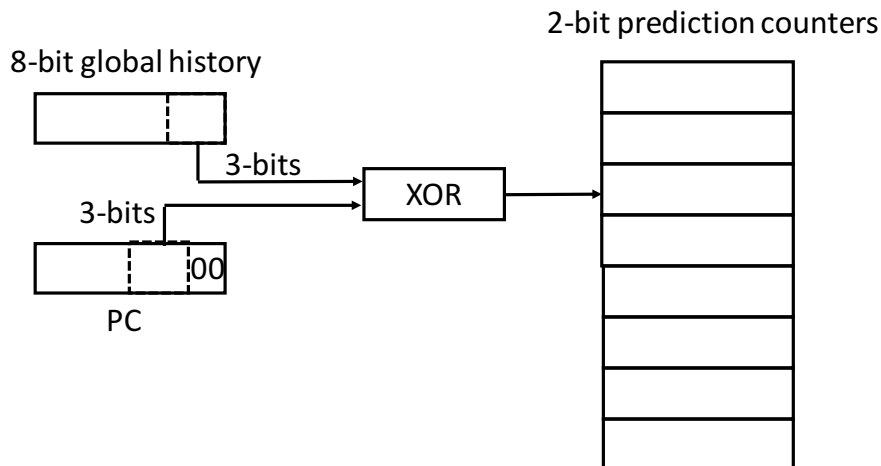 2-bit prediction counters
8-bit global history
3-bits
XOR
3-bits
00
PC